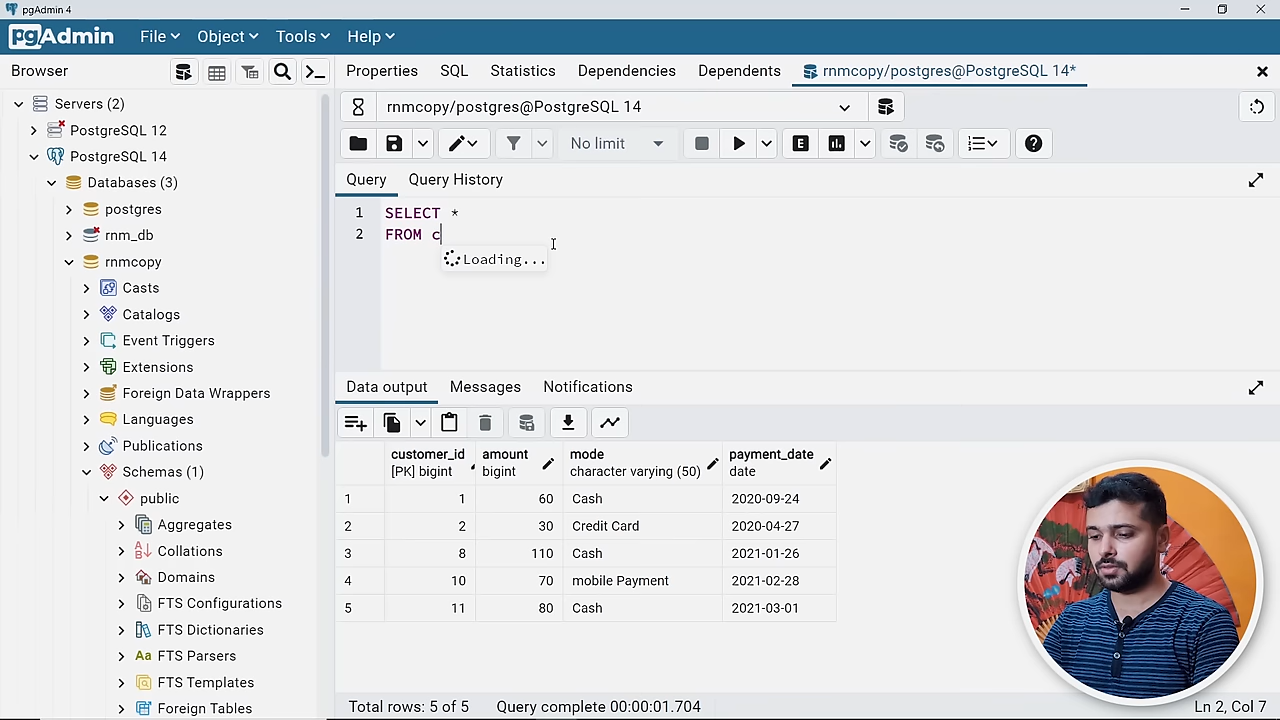 pgAdmin 4
pgAdmin File Object Tools Help
Browser
Properties SQL Statistics Dependencies Dependents rnmcopy/postgres@PostgreSQL 14*
Servers (2)
PostgreSQL 12
PostgreSQL 14
Databases (3)
postgres
rnm_db
rnmcopy
Casts
Catalogs
Event Triggers
Extensions
Foreign Data Wrappers
Languages
Publications
Schemas (1)
public
Aggregates
Collations
Domains
FTS Configurations
FTS Dictionaries
Aa FTS Parsers
FTS Templates
Foreign Tables
rnmcopy/postgres@PostgreSQL 14
No limit E
Query Query History
1 SELECT *
2 FROM c
Loading...
Data output Messages Notifications
customer_id amount mode payment_date
[PK] bigint bigint character varying (50) date
1 1 60 Cash 2020-09-24
2 2 30 Credit Card 2020-04-27
3 8 110 Cash 2021-01-26
4 10 70 mobile Payment 2021-02-28
5 11 80 Cash 2021-03-01
Total rows: 5 of 5 Query complete 00:00:01.704 Ln 2, Col 7